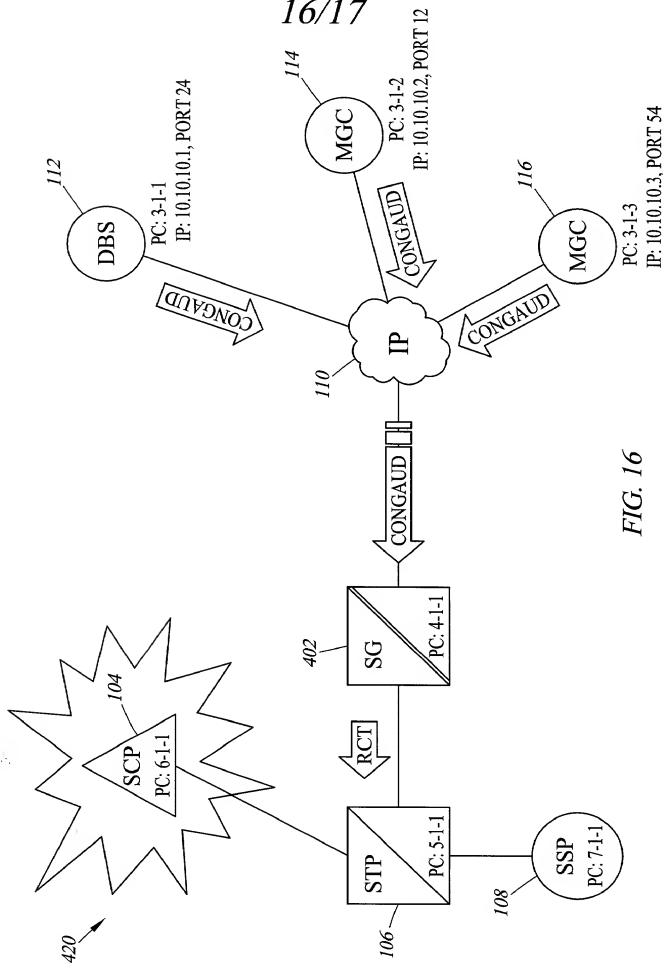 16/17
420
104
SCP
PC: 6-1-1
STP
PC: 5-1-1
106
108
SSP
PC: 7-1-1
RCT
402
SG
PC: 4-1-1
CONGAUD
110
IP
112
DBS
PC: 3-1-1
IP: 10.10.10.1, PORT 24
CONGAUD
114
MGC
PC: 3-1-2
IP: 10.10.10.2, PORT 12
CONGAUD
116
MGC
PC: 3-1-3
IP: 10.10.10.3, PORT 54
CONGAUD
FIG. 16